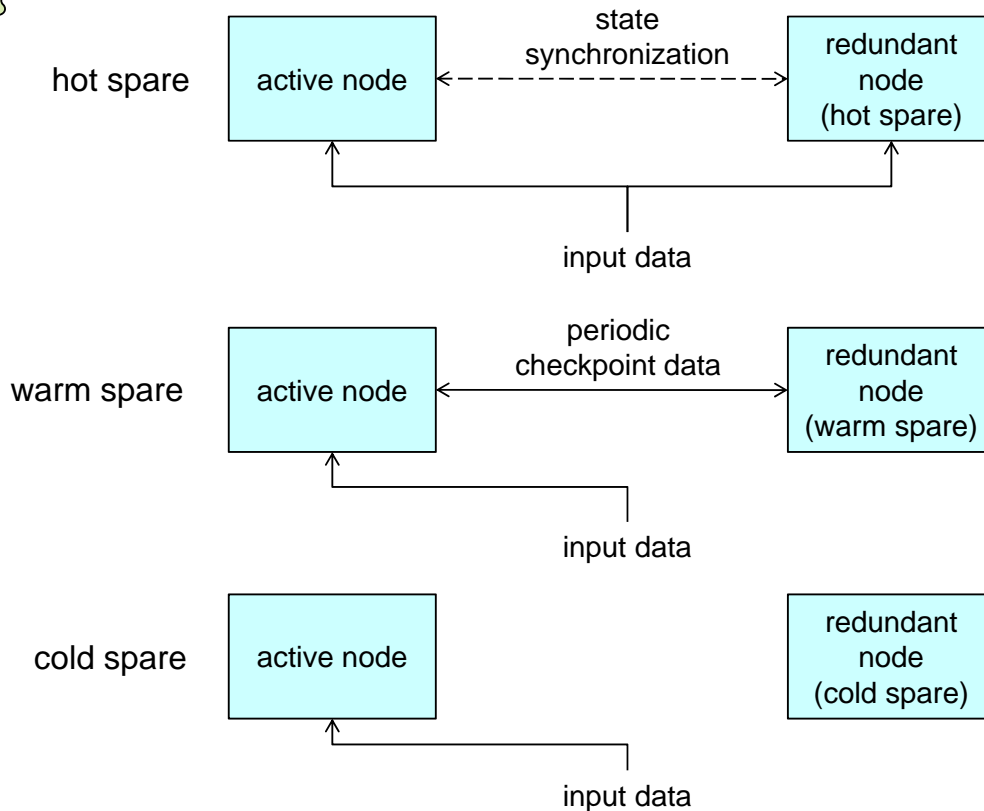 state
synchronization
hot spare
active node
redundant
node
(hot spare)
input data
periodic
checkpoint data
warm spare
active node
redundant
node
(warm spare)
input data
cold spare
active node
redundant
node
(cold spare)
input data